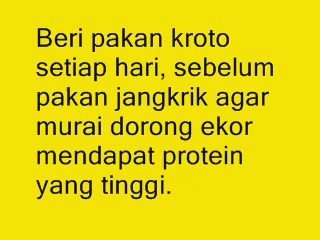 Beri pakan kroto
setiap hari, sebelum
pakan jangkrik agar
murai dorong ekor
mendapat protein
yang tinggi.